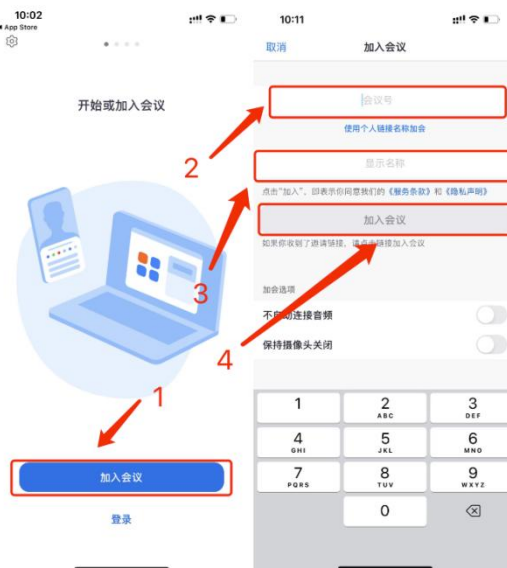 10:02
App Store
开始或加入会议
1
加入会议
登录
10:11
取消
加入会议
2
会议号
使用个人链接名称加会
3
显示名称
点击"加入"，即表示你同意我们的《服务条款》和《隐私声明》
加入会议
如果你收到了邀请链接，请点击链接加入会议
4
加会选项
不自动连接音频
保持摄像头关闭
1
2
ABC
3
DEF
4
GHI
5
JKL
6
MNO
7
PQRS
8
TUV
9
WXYZ
0